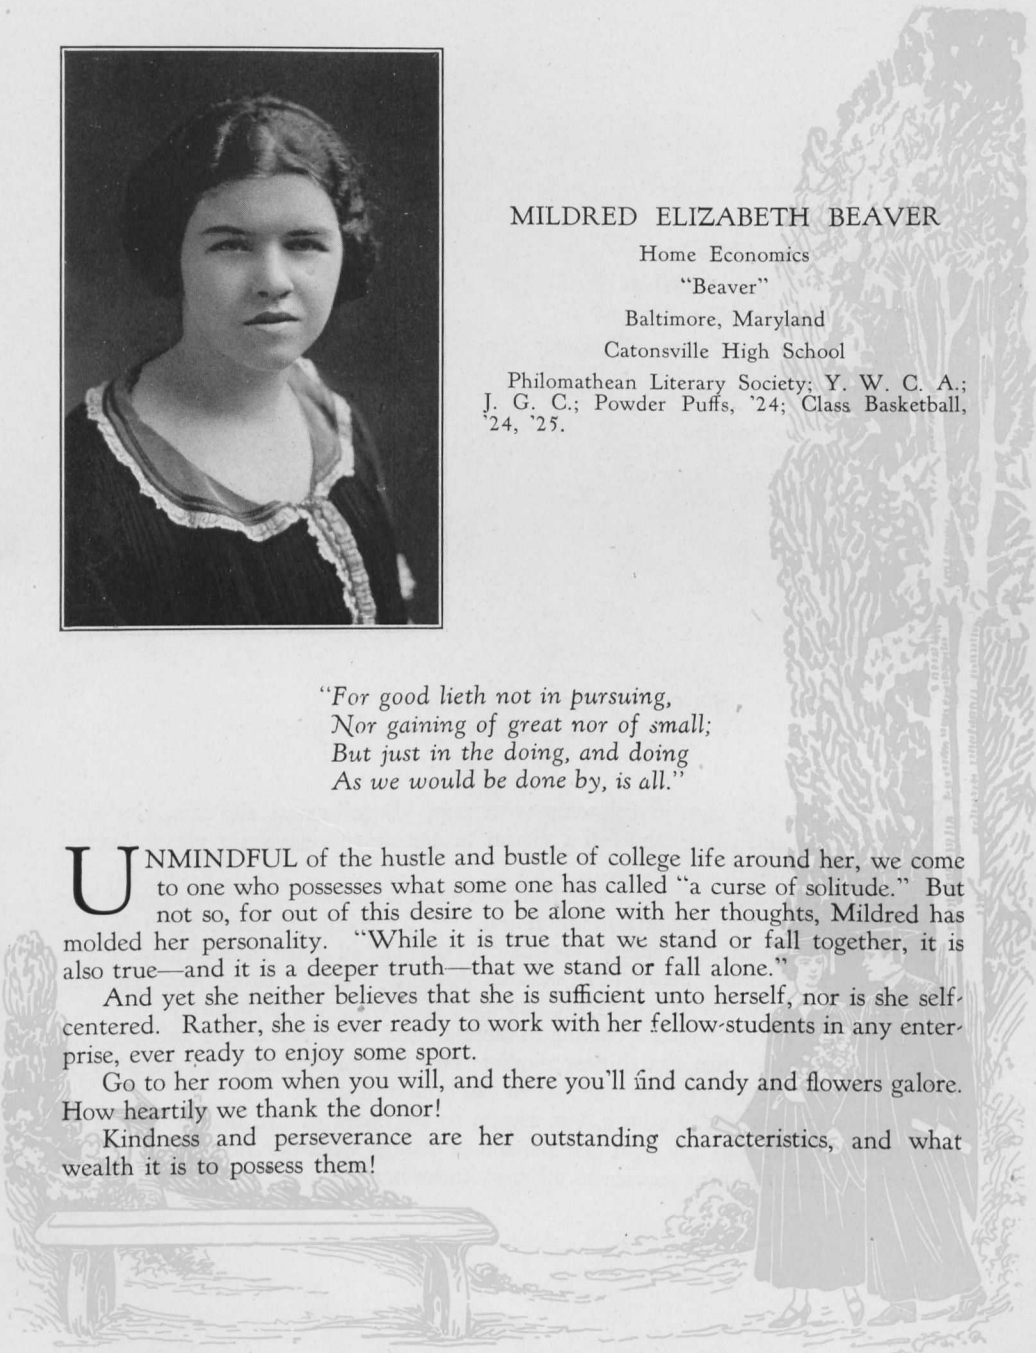 MILDRED ELIZABETH BEAVER
Home Economics
“Beaver”
Baltimore, Maryland
Catonsville High School
Philomathean Literary Society; Y. W. C. A.;
J. G. C.; Powder Puffs, ’24; Class Basketball,
’24, ’25.
“For good lieth not in pursuing,
Nor gaining of great nor of small;
But just in the doing, and doing
As we would be done by, is all.”
UNMINDFUL of the hustle and bustle of college life around her, we come
to one who possesses what some one has called “a curse of solitude.” But
not so, for out of this desire to be alone with her thoughts, Mildred has
molded her personality. “While it is true that we stand or fall together, it is
also true—and it is a deeper truth—that we stand or fall alone.”
And yet she neither believes that she is sufficient unto herself, nor is she self-
centered. Rather, she is ever ready to work with her fellow-students in any enter-
prise, ever ready to enjoy some sport.
Go to her room when you will, and there you’ll find candy and flowers galore.
How heartily we thank the donor!
Kindness and perseverance are her outstanding characteristics, and what
wealth it is to possess them!